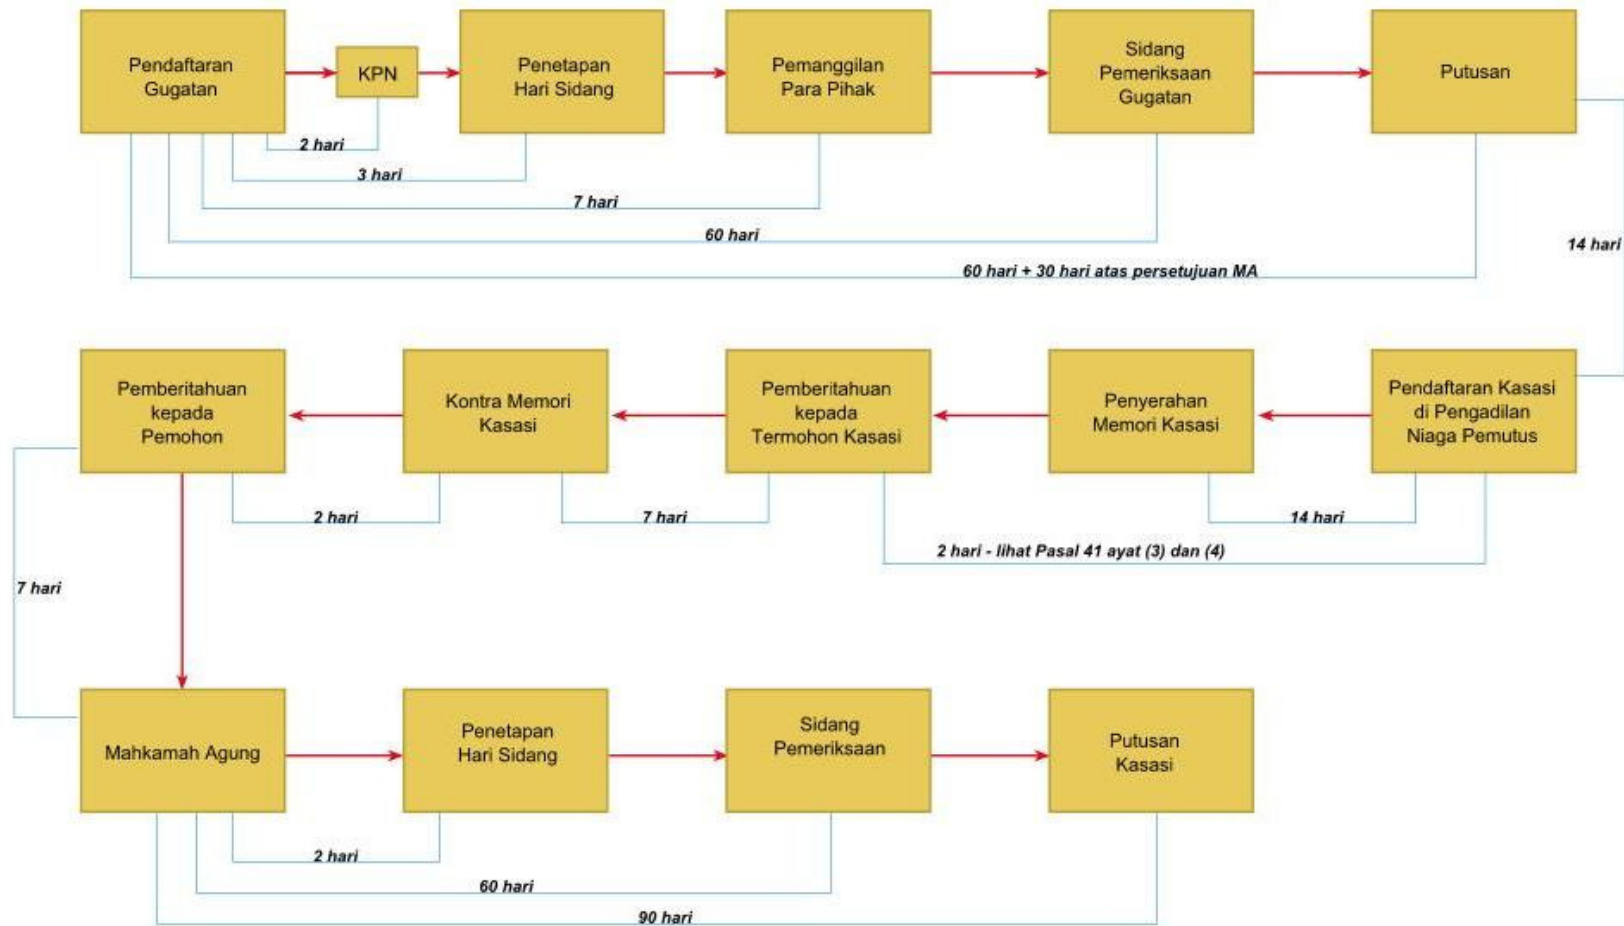 Pendaftaran
Gugatan
KPN
Penetapan
Hari Sidang
Pemanggilan
Para Pihak
Sidang
Pemeriksaan
Gugatan
Putusan
2 hari
3 hari
7 hari
60 hari
60 hari + 30 hari atas persetujuan MA
14 hari
Pemberitahuan
kepada
Pemohon
Kontra Memori
Kasasi
Pemberitahuan
kepada
Termohon Kasasi
Penyerahan
Memori Kasasi
Pendaftaran Kasasi
di Pengadilan
Niaga Pemutus
2 hari
7 hari
14 hari
2 hari - lihat Pasal 41 ayat (3) dan (4)
7 hari
Mahkamah Agung
Penetapan
Hari Sidang
Sidang
Pemeriksaan
Putusan
Kasasi
2 hari
60 hari
90 hari